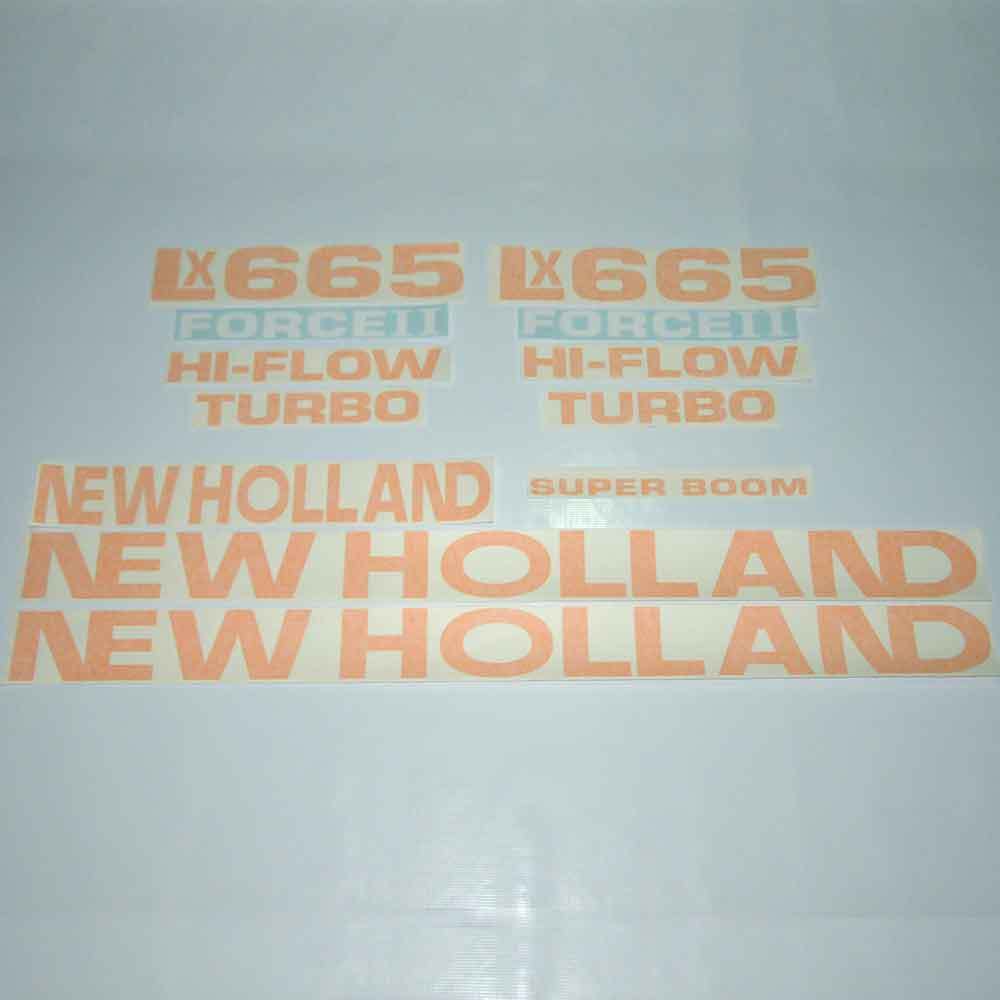 Lx665 Lx665
FORCE II FORCE II
HI-FLOW HI-FLOW
TURBO TURBO
NEW HOLLAND SUPER BOOM
NEW HOLLAND
NEW HOLLAND